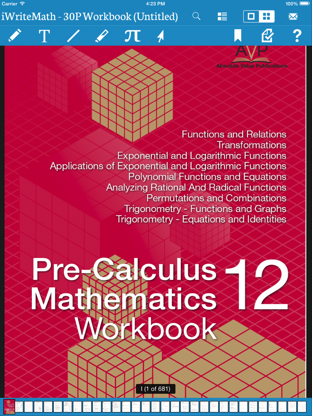 Carrier
4:23 PM
100%
iWriteMath - 30P Workbook (Untitled)
T
π
?
AVP
Functions and Relations
Transformations
Exponential and Logarithmic Functions
Applications of Exponential and Logarithmic Functions
Polynomial Functions and Equations
Analyzing Rational And Radical Functions
Permutations and Combinations
Trigonometry - Functions and Graphs
Trigonometry - Equations and Identities
Pre-Calculus
Mathematics
12
Workbook
I (1 of 681)